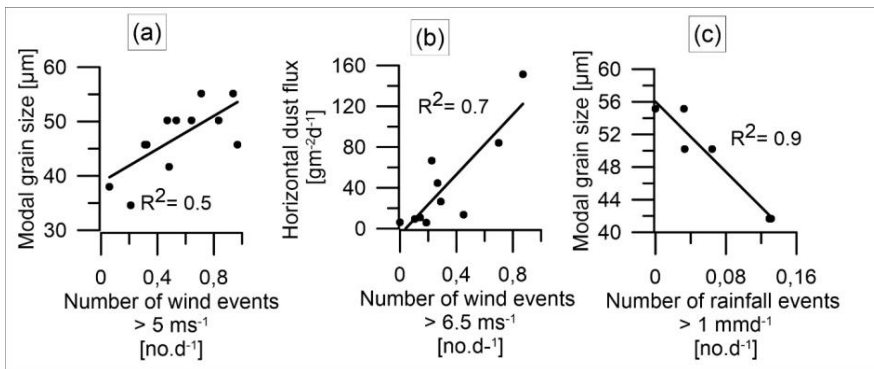 (a)
Modal grain size [µm]
60
50
40
30
R²= 0.5
0 0,4 0,8
Number of wind events
> 5 ms⁻¹
[no.d⁻¹]
(b)
Horizontal dust flux
[gm⁻²d⁻¹]
160
120
80
40
0
R²= 0.7
0 0,4 0,8
Number of wind events
> 6.5 ms⁻¹
[no.d-¹]
(c)
Modal grain size [µm]
60
56
52
48
44
40
R²= 0.9
0 0,08 0,16
Number of rainfall events
> 1 mmd⁻¹
[no.d⁻¹]